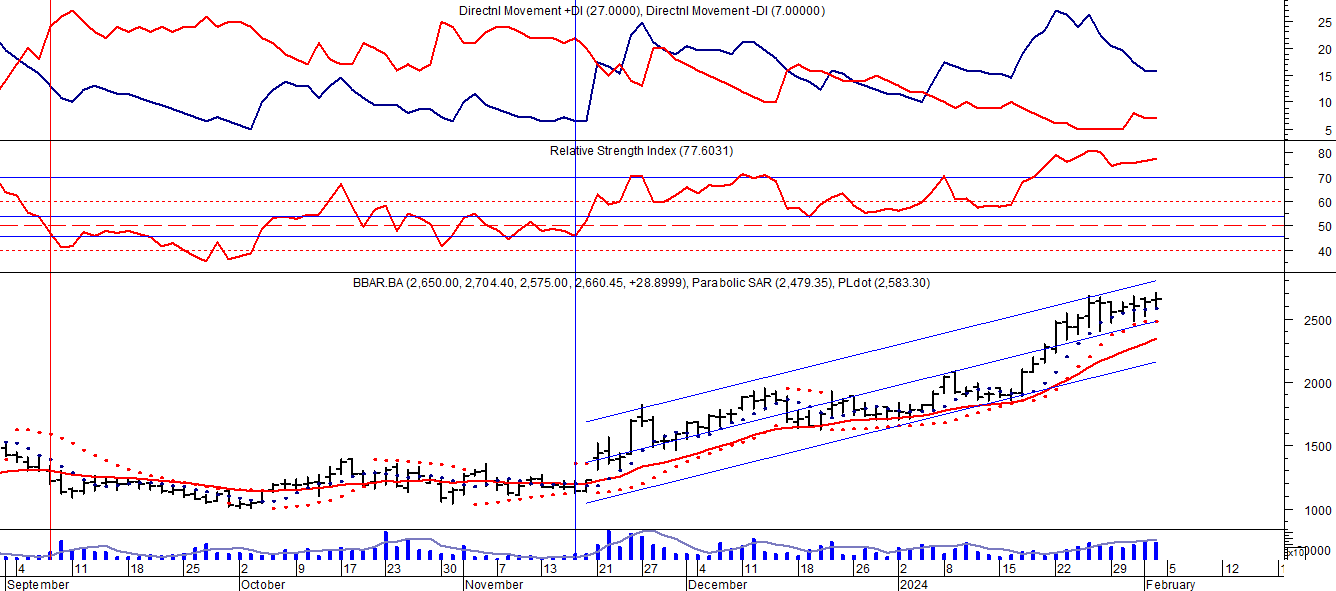 Directnl Movement +DI (27.0000), Directnl Movement -DI (7.00000)
25
20
15
10
5
Relative Strength Index (77.6031)
80
70
60
50
40
BBAR.BA (2,650.00, 2,704.40, 2,575.00, 2,660.45, +28.8999), Parabolic SAR (2,479.35), PLdot (2,583.30)
2500
2000
1500
1000
x10
4 11 18 25 2 9 17 23 30 7 13 21 27 4 11 18 26 2 8 15 22 29 5 12
September October November December 2024 February